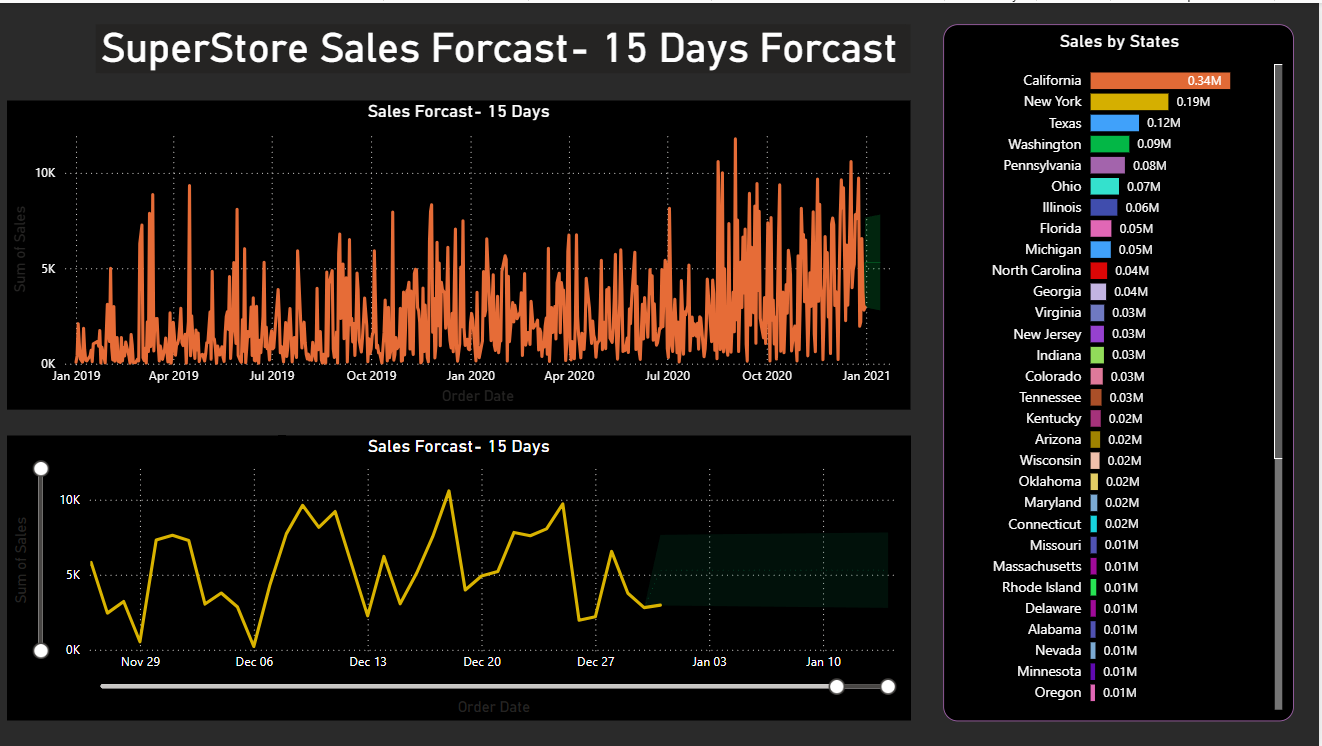 SuperStore Sales Forcast- 15 Days Forcast
Sales Forcast- 15 Days
10K
5K
0K
Sum of Sales
Jan 2019 Apr 2019 Jul 2019 Oct 2019 Jan 2020 Apr 2020 Jul 2020 Oct 2020 Jan 2021
Order Date
Sales Forcast- 15 Days
10K
5K
0K
Sum of Sales
Nov 29 Dec 06 Dec 13 Dec 20 Dec 27 Jan 03 Jan 10
Order Date
Sales by States
California 0.34M
New York 0.19M
Texas 0.12M
Washington 0.09M
Pennsylvania 0.08M
Ohio 0.07M
Illinois 0.06M
Florida 0.05M
Michigan 0.05M
North Carolina 0.04M
Georgia 0.04M
Virginia 0.03M
New Jersey 0.03M
Indiana 0.03M
Colorado 0.03M
Tennessee 0.03M
Kentucky 0.02M
Arizona 0.02M
Wisconsin 0.02M
Oklahoma 0.02M
Maryland 0.02M
Connecticut 0.02M
Missouri 0.01M
Massachusetts 0.01M
Rhode Island 0.01M
Delaware 0.01M
Alabama 0.01M
Nevada 0.01M
Minnesota 0.01M
Oregon 0.01M